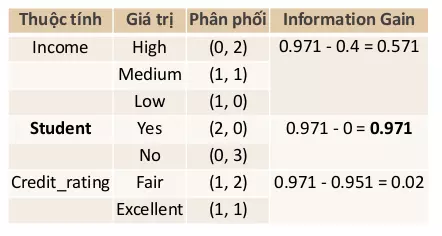 Thuộc tính Giá trị Phân phối Information Gain
Income High (0, 2) 0.971 - 0.4 = 0.571
Medium (1, 1)
Low (1, 0)
Student Yes (2, 0) 0.971 - 0 = 0.971
No (0, 3)
Credit_rating Fair (1, 2) 0.971 - 0.951 = 0.02
Excellent (1, 1)